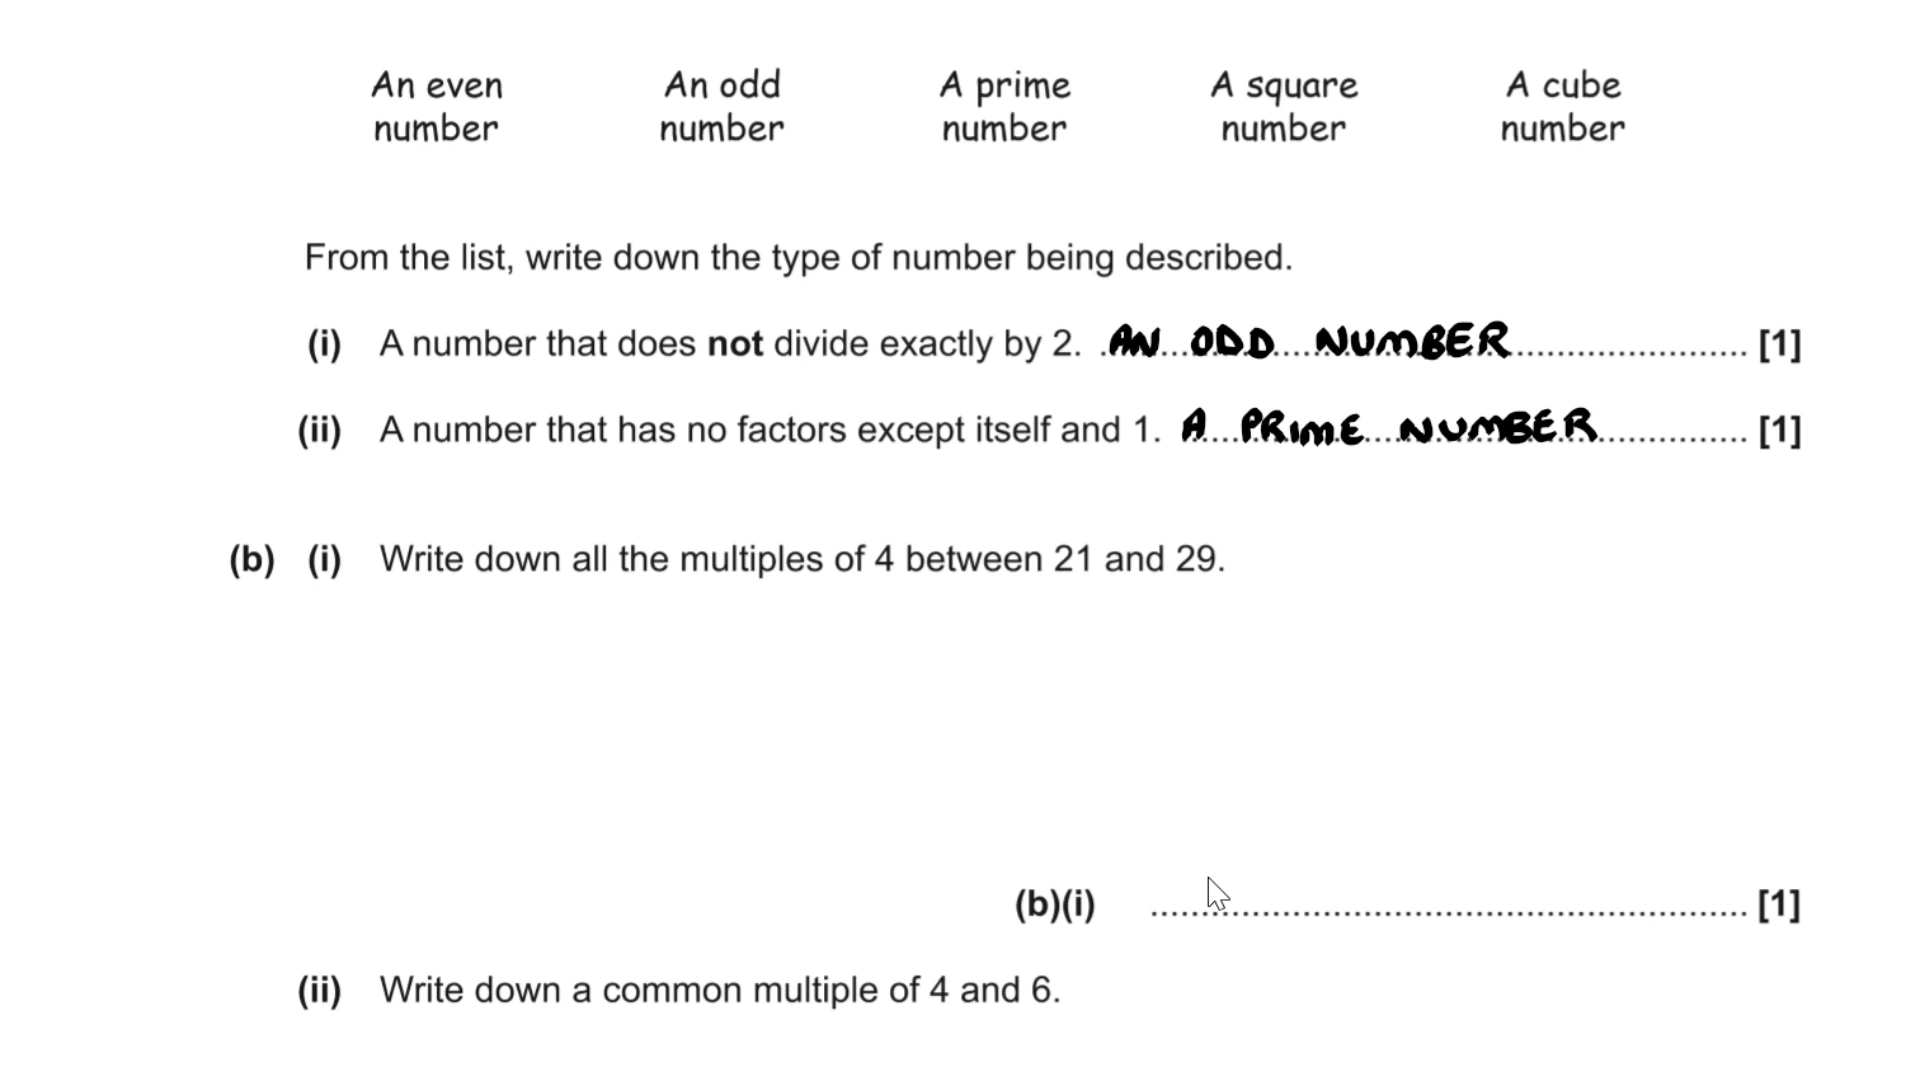 An even An odd A prime A square A cube
number number number number number
From the list, write down the type of number being described.
(i) A number that does not divide exactly by 2. AN ODD NUMBER [1]
(ii) A number that has no factors except itself and 1. A PRIME NUMBER [1]
(b) (i) Write down all the multiples of 4 between 21 and 29.
(b)(i) ........................................................... [1]
(ii) Write down a common multiple of 4 and 6.